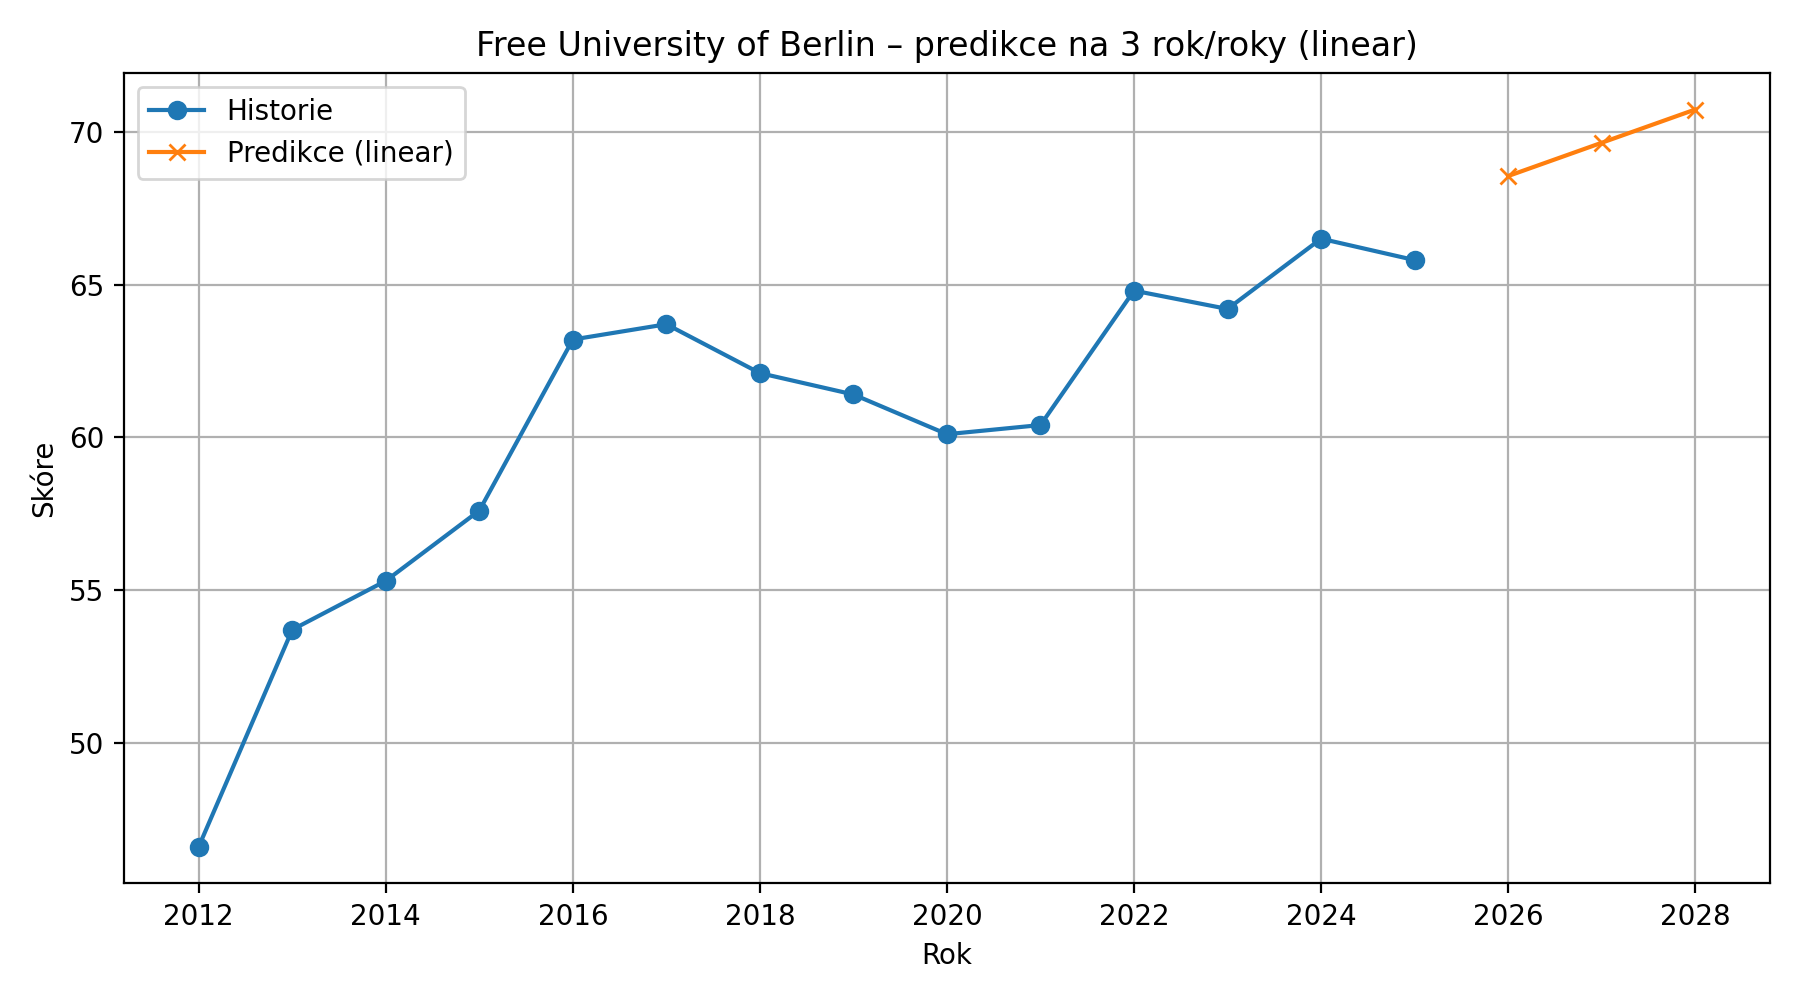 Free University of Berlin – predikce na 3 rok/roky (linear)
Historie
Predikce (linear)
70
65
60
55
50
Skóre
2012 2014 2016 2018 2020 2022 2024 2026 2028
Rok